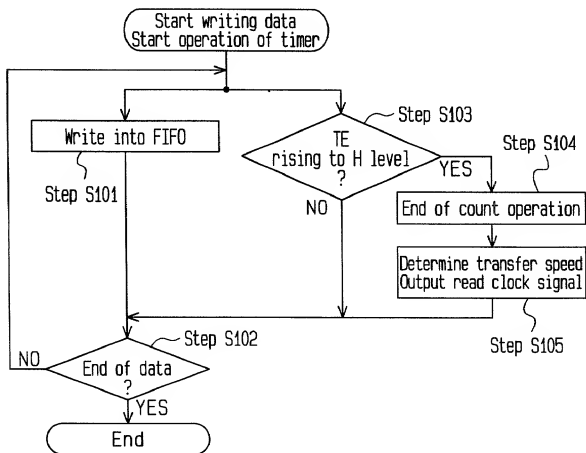 Start writing data
Start operation of timer
Step S103
Write into FIFO
TE
rising to H level
?
Step S104
Step S101
YES
NO
End of count operation
Determine transfer speed
Output read clock signal
Step S102
Step S105
NO
End of data
?
YES
End